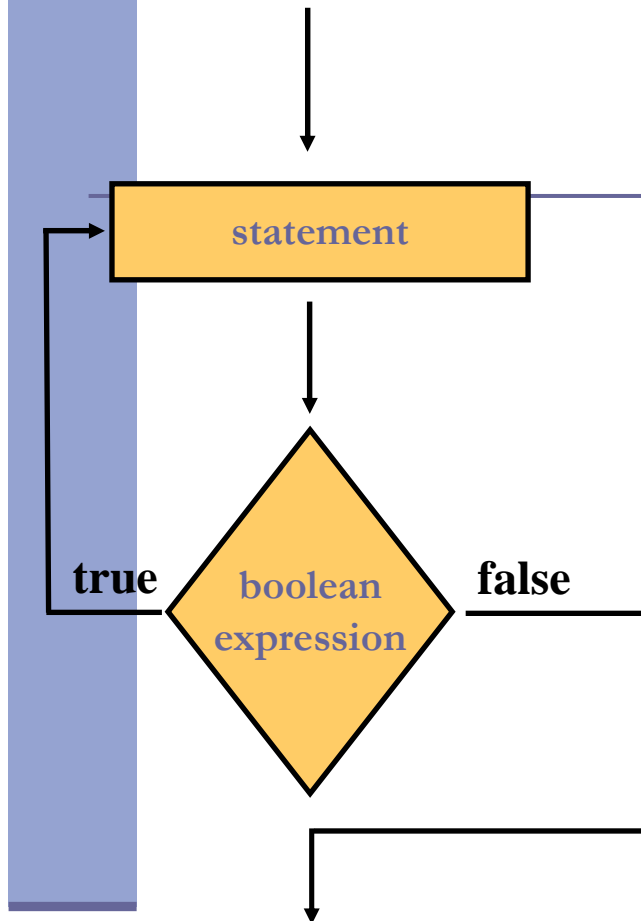 statement
true
boolean
expression
false